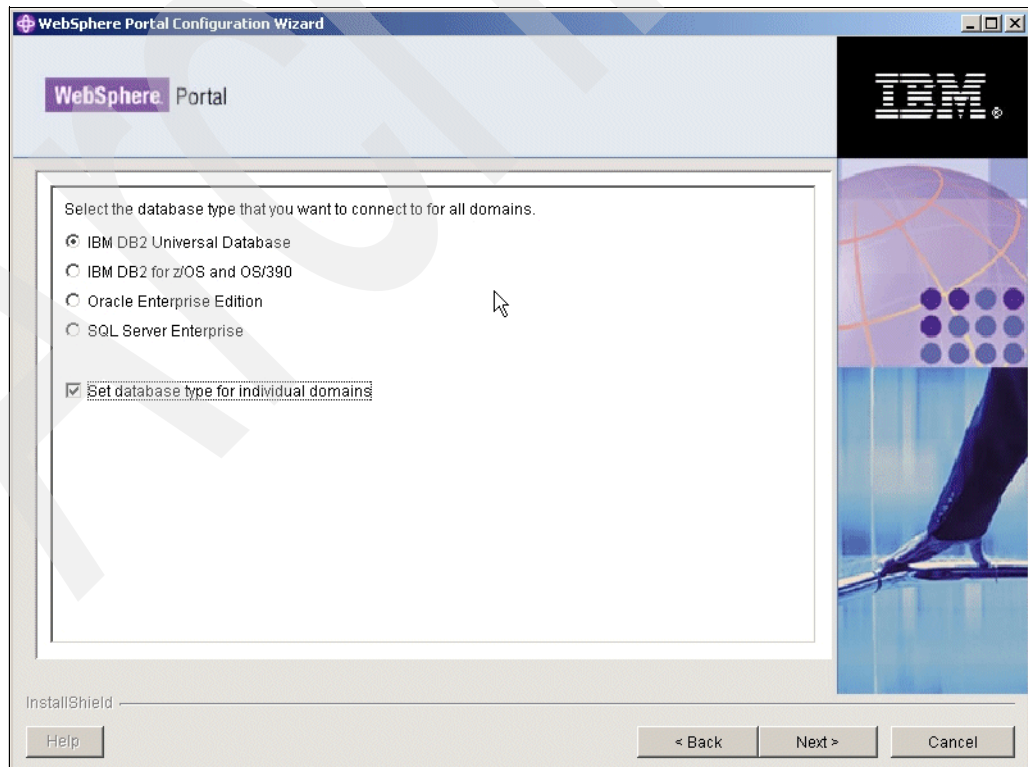 WebSphere Portal Configuration Wizard
WebSphere. Portal
IBM®
Select the database type that you want to connect to for all domains.
IBM DB2 Universal Database
IBM DB2 for z/OS and OS/390
Oracle Enterprise Edition
SQL Server Enterprise
Set database type for individual domains
InstallShield
Help
< Back
Next >
Cancel